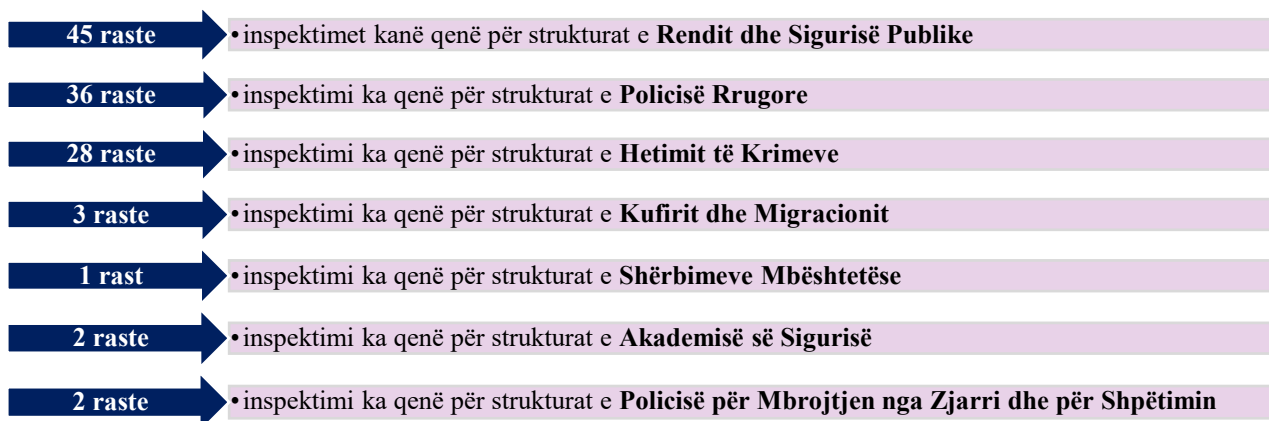 45 raste •inspektimet kanë qenë për strukturat e Rendit dhe Sigurisë Publike
36 raste •inspektimi ka qenë për strukturat e Policisë Rrugore
28 raste •inspektimi ka qenë për strukturat e Hetimit të Krimeve
3 raste •inspektimi ka qenë për strukturat e Kufirit dhe Migracionit
1 rast •inspektimi ka qenë për strukturat e Shërbimeve Mbështetëse
2 raste •inspektimi ka qenë për strukturat e Akademisë së Sigurisë
2 raste •inspektimi ka qenë për strukturat e Policisë për Mbrojtjen nga Zjarri dhe për Shpëtimin